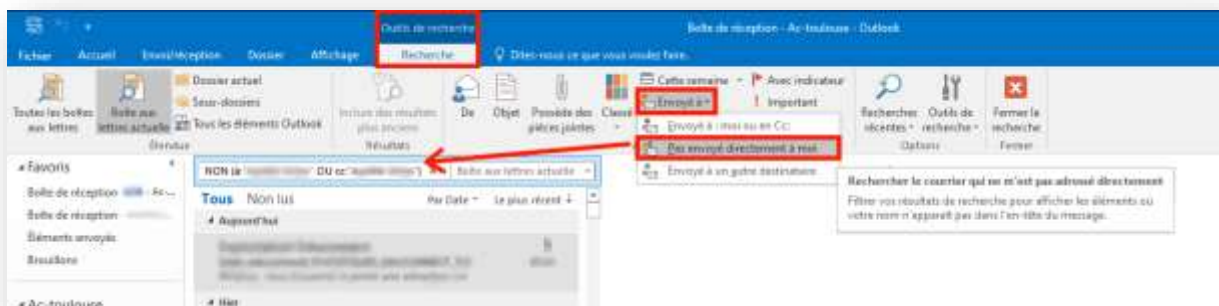 Outils de recherche
Boîte de réception - Ac-toulouse - Outlook
Fichier Accueil Envoi/réception Dossier Affichage Recherche Dites-nous ce que vous voulez faire.
Toutes les boîtes aux lettres
Boîte aux lettres actuelle
Dossier actuel
Sous-dossiers
Tous les éléments Outlook
Étendue
Inclure des résultats plus anciens
Résultats
De
Objet
Possède des pièces jointes
Classé
Cette semaine
Envoyé à
Avec indicateur
Important
Envoyé à : moi ou en Cc
Pas envoyé directement à moi
Envoyé à un autre destinataire
Recherches récentes
Outils de recherche
Options
Fermer la recherche
Fermer
Rechercher le courrier qui ne m'est pas adressé directement
Filtrer vos résultats de recherche pour afficher les éléments où
votre nom n'apparaît pas dans l'en-tête du message.
Favoris
Boîte de réception
Boîte de réception
Éléments envoyés
Brouillons
Ac-toulouse
NON (à OU cc: )
Boîte aux lettres actuelle
Tous Non lus
Par Date Le plus récent
Aujourd'hui
Hier